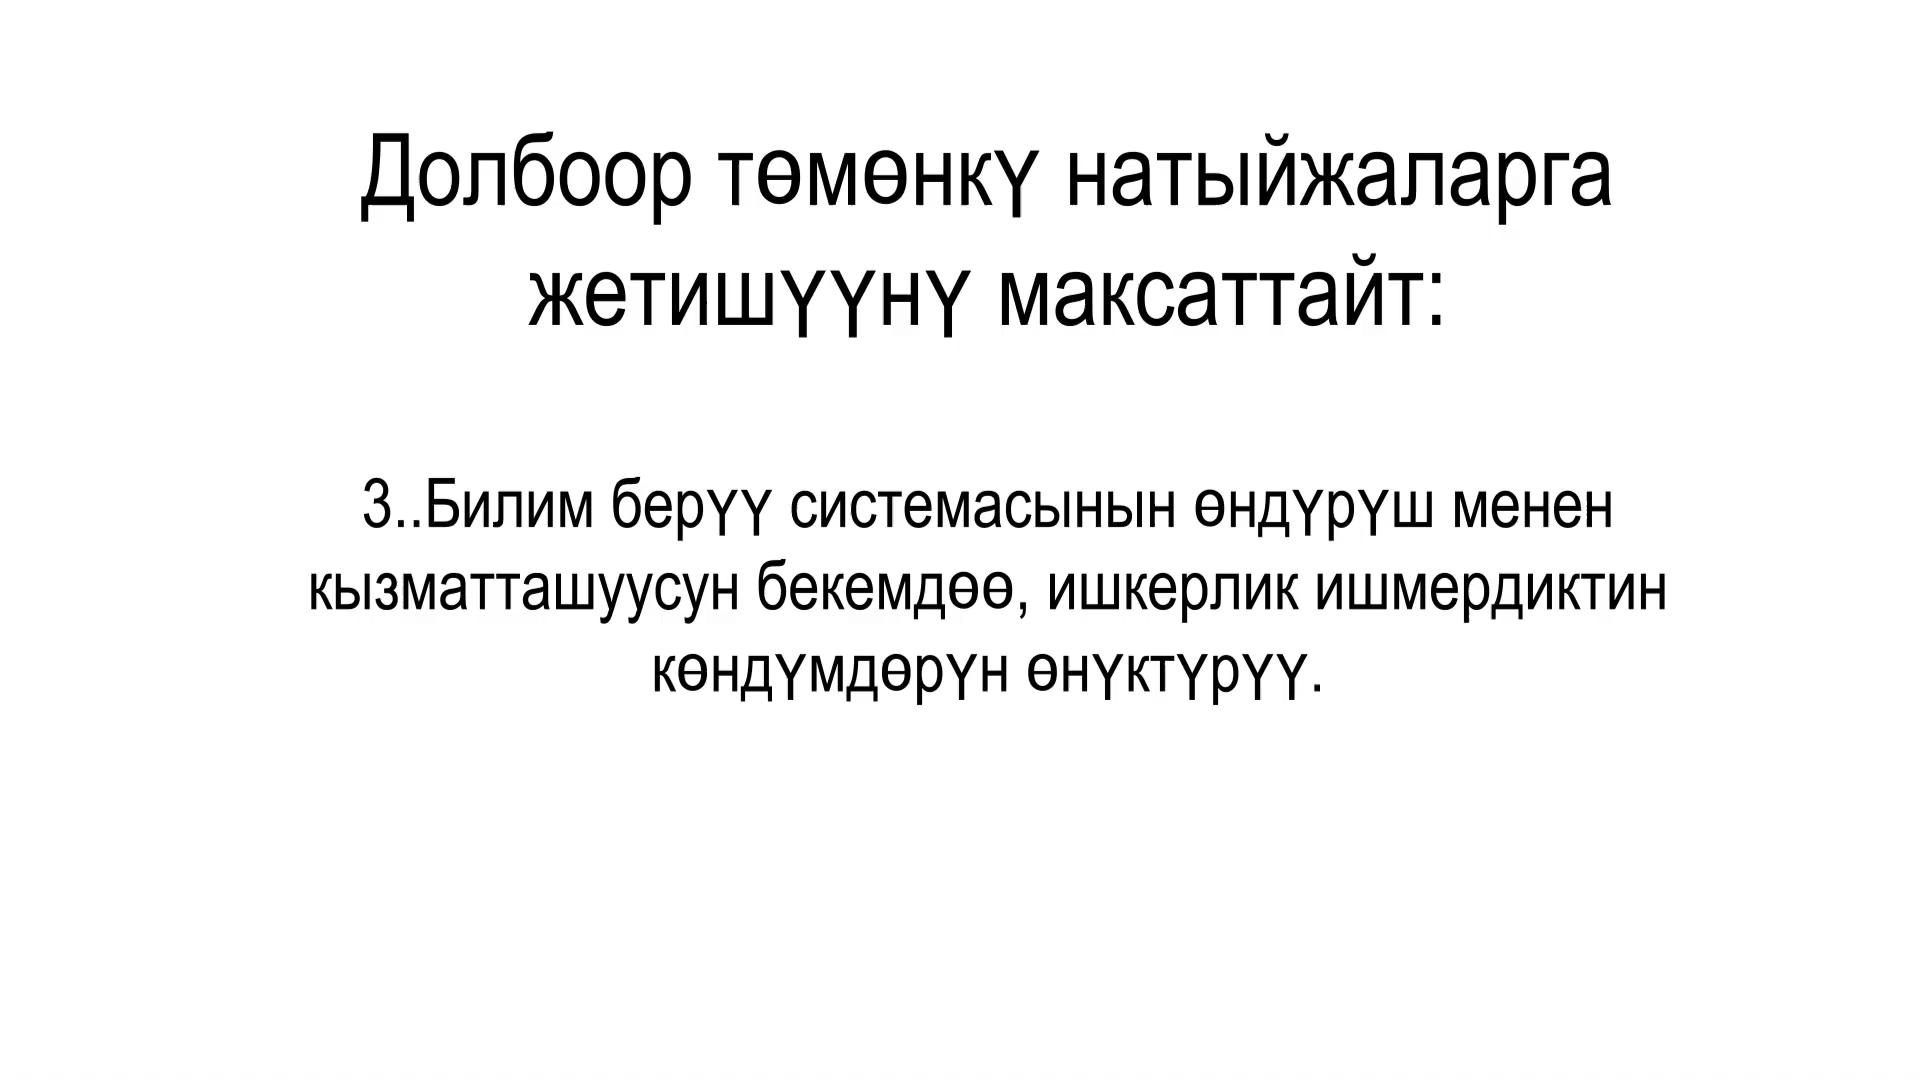 Долбоор төмөнкү натыйжаларга
жетишүүнү максаттайт:
3..Билим берүү системасынын өндүрүш менен
кызматташуусун бекемдөө, ишкерлик ишмердиктин
көндүмдөрүн өнүктүрүү.